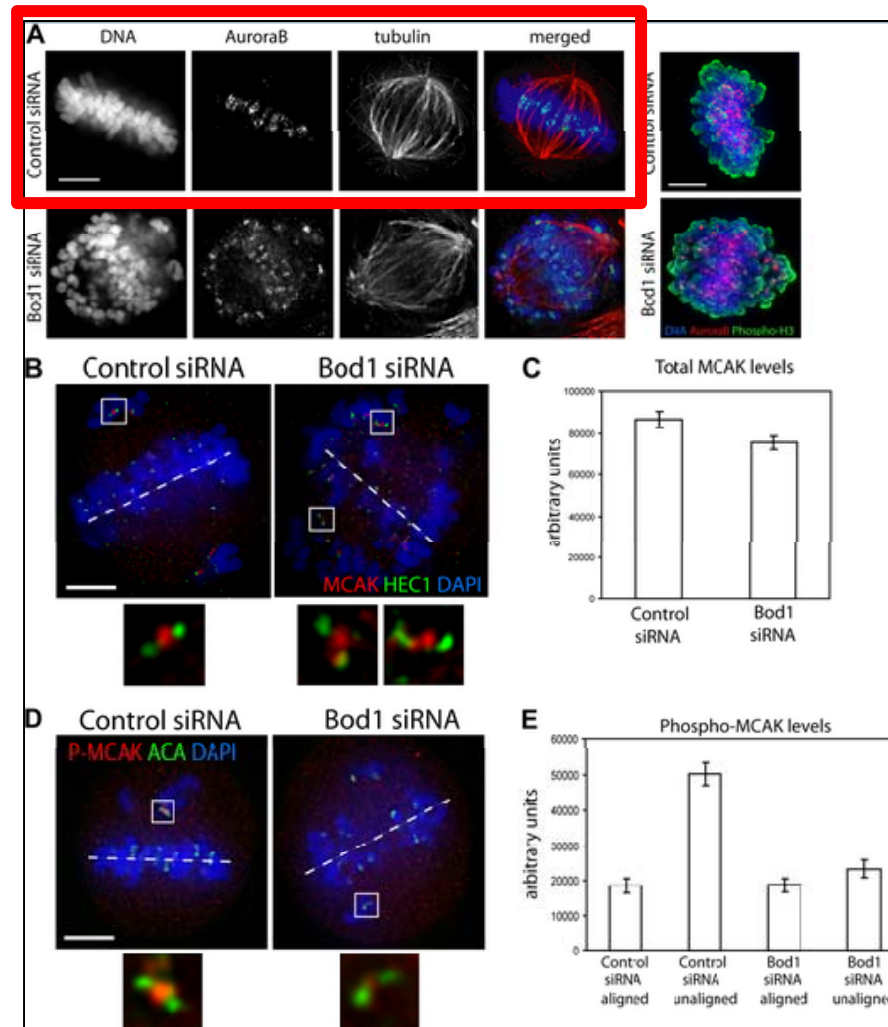 A
DNA AuroraB tubulin merged
Control siRNA
Control siRNA
Bod1 siRNA
Bod1 siRNA
DNA AuroraB Phospho-H3
B
Control siRNA Bod1 siRNA
MCAK HEC1 DAPI
C
Total MCAK levels
arbitrary units
100000
80000
60000
40000
20000
0
Control siRNA
Bod1 siRNA
D
Control siRNA Bod1 siRNA
P-MCAK ACA DAPI
E
Phospho-MCAK levels
arbitrary units
60000
50000
40000
30000
20000
10000
0
Control siRNA aligned
Control siRNA unaligned
Bod1 siRNA aligned
Bod1 siRNA unaligned